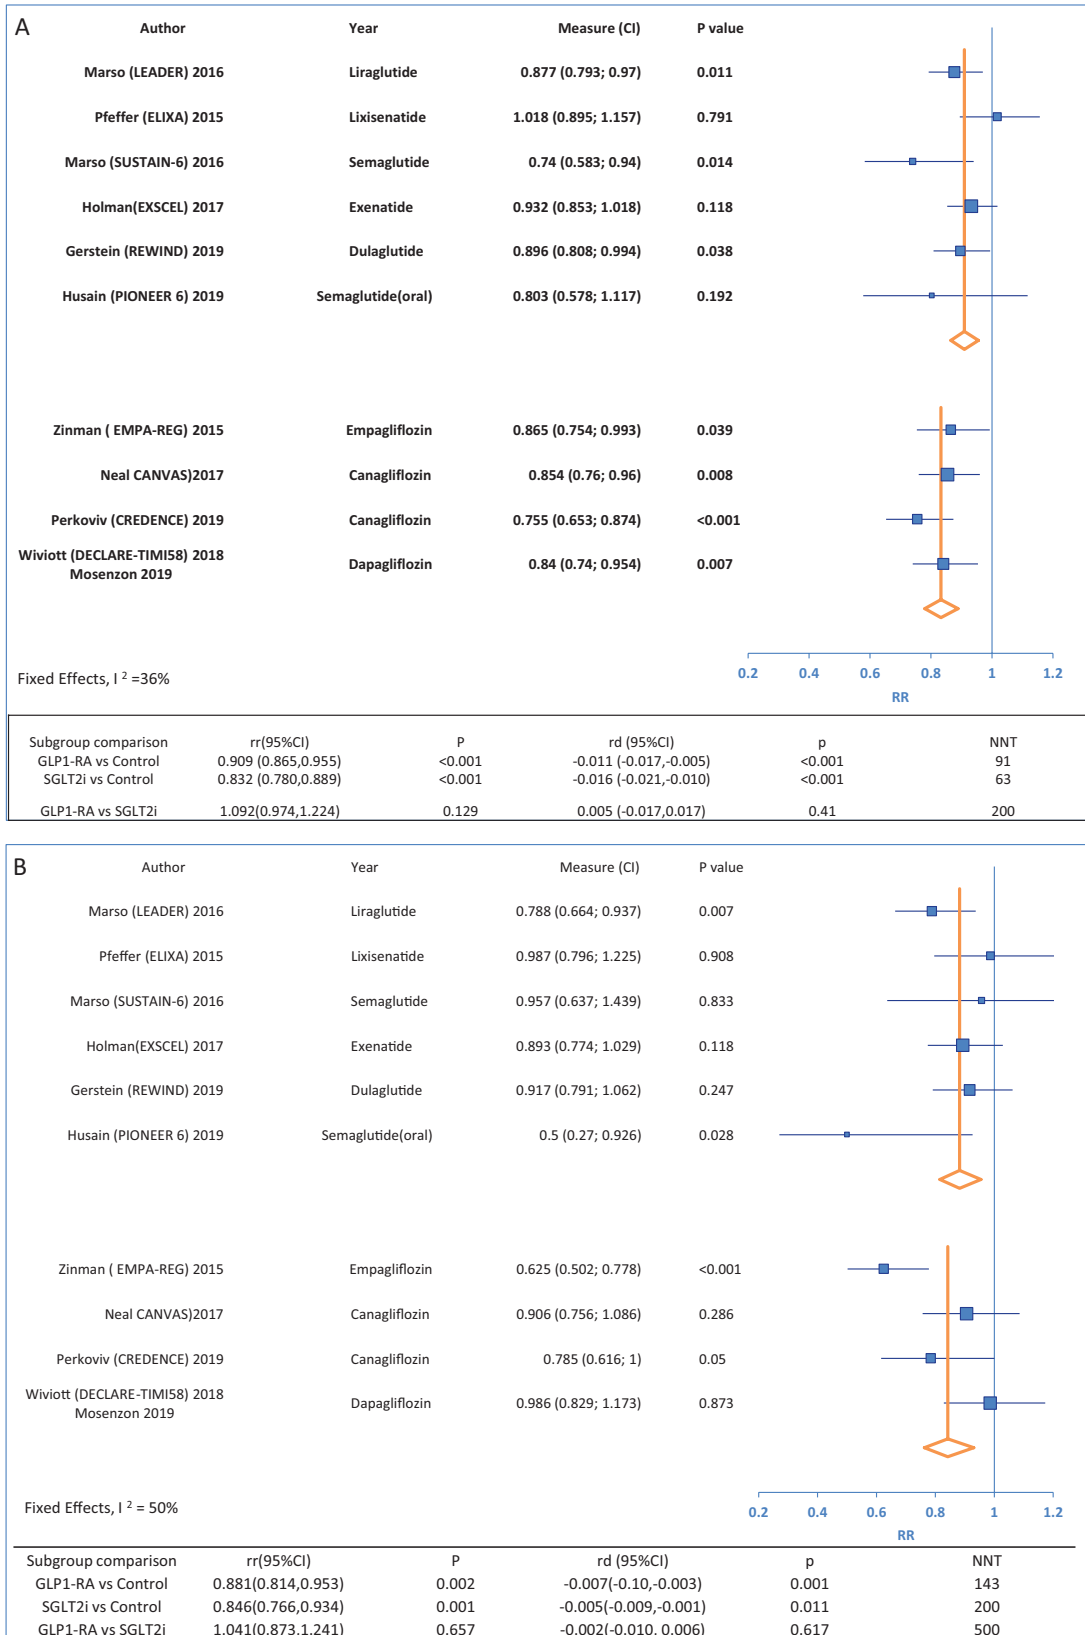 A Author Year Measure (CI) P value
Marso (LEADER) 2016 Liraglutide 0.877 (0.793; 0.97) 0.011
Pfeffer (ELIXA) 2015 Lixisenatide 1.018 (0.895; 1.157) 0.791
Marso (SUSTAIN-6) 2016 Semaglutide 0.74 (0.583; 0.94) 0.014
Holman(EXSCEL) 2017 Exenatide 0.932 (0.853; 1.018) 0.118
Gerstein (REWIND) 2019 Dulaglutide 0.896 (0.808; 0.994) 0.038
Husain (PIONEER 6) 2019 Semaglutide(oral) 0.803 (0.578; 1.117) 0.192
Zinman ( EMPA-REG) 2015 Empagliflozin 0.865 (0.754; 0.993) 0.039
Neal CANVAS)2017 Canagliflozin 0.854 (0.76; 0.96) 0.008
Perkoviv (CREDENCE) 2019 Canagliflozin 0.755 (0.653; 0.874) <0.001
Wiviott (DECLARE-TIMI58) 2018 Dapagliflozin 0.84 (0.74; 0.954) 0.007
Mosenzon 2019
0.2 0.4 0.6 0.8 1 1.2
Fixed Effects, I 2 =36%
RR
Subgroup comparison rr(95%CI) P rd (95%CI) p NNT
GLP1-RA vs Control 0.909 (0.865,0.955) <0.001 -0.011 (-0.017,-0.005) <0.001 91
SGLT2i vs Control 0.832 (0.780,0.889) <0.001 -0.016 (-0.021,-0.010) <0.001 63
GLP1-RA vs SGLT2i 1.092(0.974,1.224) 0.129 0.005 (-0.017,0.017) 0.41 200
B Author Year Measure (CI) P value
Marso (LEADER) 2016 Liraglutide 0.788 (0.664; 0.937) 0.007
Pfeffer (ELIXA) 2015 Lixisenatide 0.987 (0.796; 1.225) 0.908
Marso (SUSTAIN-6) 2016 Semaglutide 0.957 (0.637; 1.439) 0.833
Holman(EXSCEL) 2017 Exenatide 0.893 (0.774; 1.029) 0.118
Gerstein (REWIND) 2019 Dulaglutide 0.917 (0.791; 1.062) 0.247
Husain (PIONEER 6) 2019 Semaglutide(oral) 0.5 (0.27; 0.926) 0.028
Zinman ( EMPA-REG) 2015 Empagliflozin 0.625 (0.502; 0.778) <0.001
Neal CANVAS)2017 Canagliflozin 0.906 (0.756; 1.086) 0.286
Perkoviv (CREDENCE) 2019 Canagliflozin 0.785 (0.616; 1) 0.05
Wiviott (DECLARE-TIMI58) 2018 Dapagliflozin 0.986 (0.829; 1.173) 0.873
Mosenzon 2019
Fixed Effects, I 2 = 50%
0.2 0.4 0.6 0.8 1 1.2
RR
Subgroup comparison rr(95%CI) P rd (95%CI) p NNT
GLP1-RA vs Control 0.881(0.814,0.953) 0.002 -0.007(-0.10,-0.003) 0.001 143
SGLT2i vs Control 0.846(0.766,0.934) 0.001 -0.005(-0.009,-0.001) 0.011 200
GLP1-RA vs SGLT2i 1.041(0.873,1.241) 0.657 -0.002(-0.010, 0.006) 0.617 500